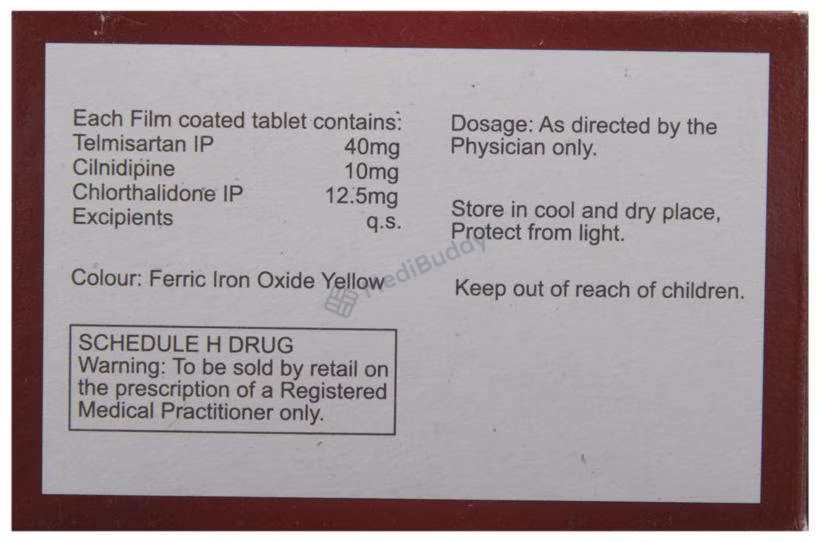 Each Film coated tablet contains:
Telmisartan IP 40mg
Cilnidipine 10mg
Chlorthalidone IP 12.5mg
Excipients q.s.
Colour: Ferric Iron Oxide Yellow
SCHEDULE H DRUG
Warning: To be sold by retail on
the prescription of a Registered
Medical Practitioner only.
Dosage: As directed by the
Physician only.
Store in cool and dry place,
Protect from light.
Keep out of reach of children.
MediBuddy